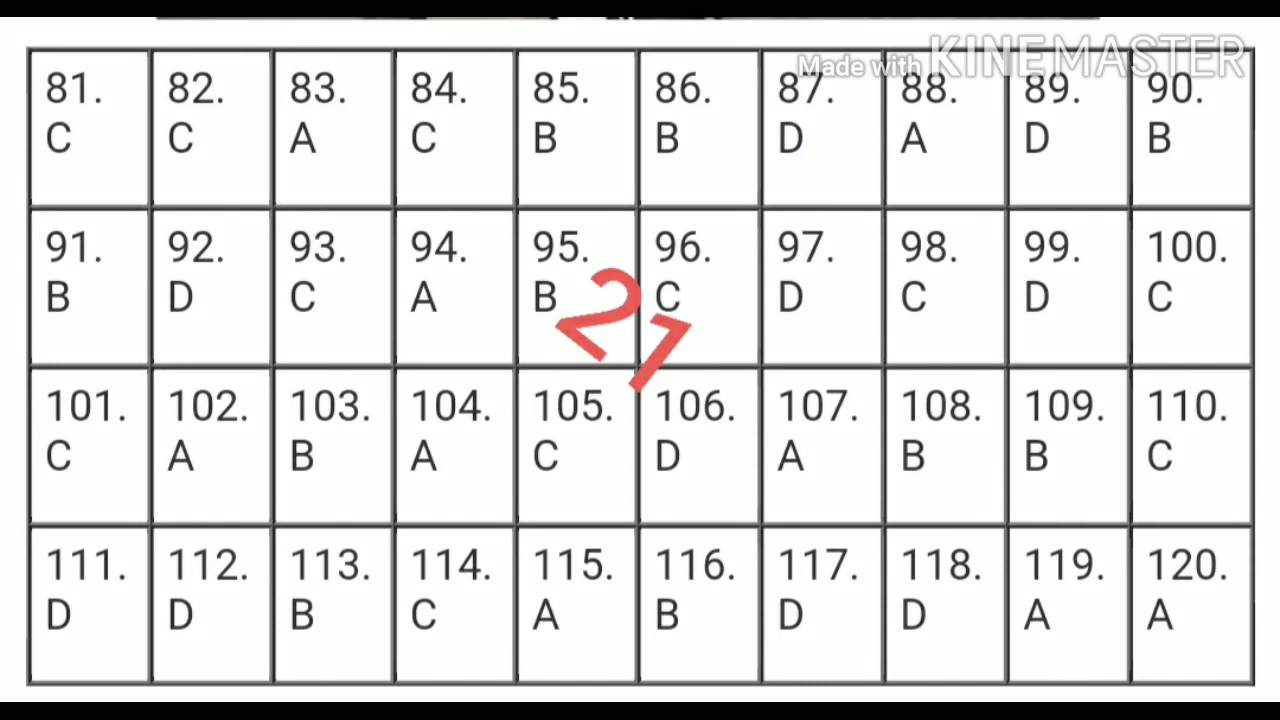 Made with KINEMASTER
81. 82. 83. 84. 85. 86. 87. 88. 89. 90.
C C A C B B D A D B
91. 92. 93. 94. 95. 96. 97. 98. 99. 100.
B D C A B C D C D C
21
101. 102. 103. 104. 105. 106. 107. 108. 109. 110.
C A B A C D A B B C
111. 112. 113. 114. 115. 116. 117. 118. 119. 120.
D D B C A B D D A A